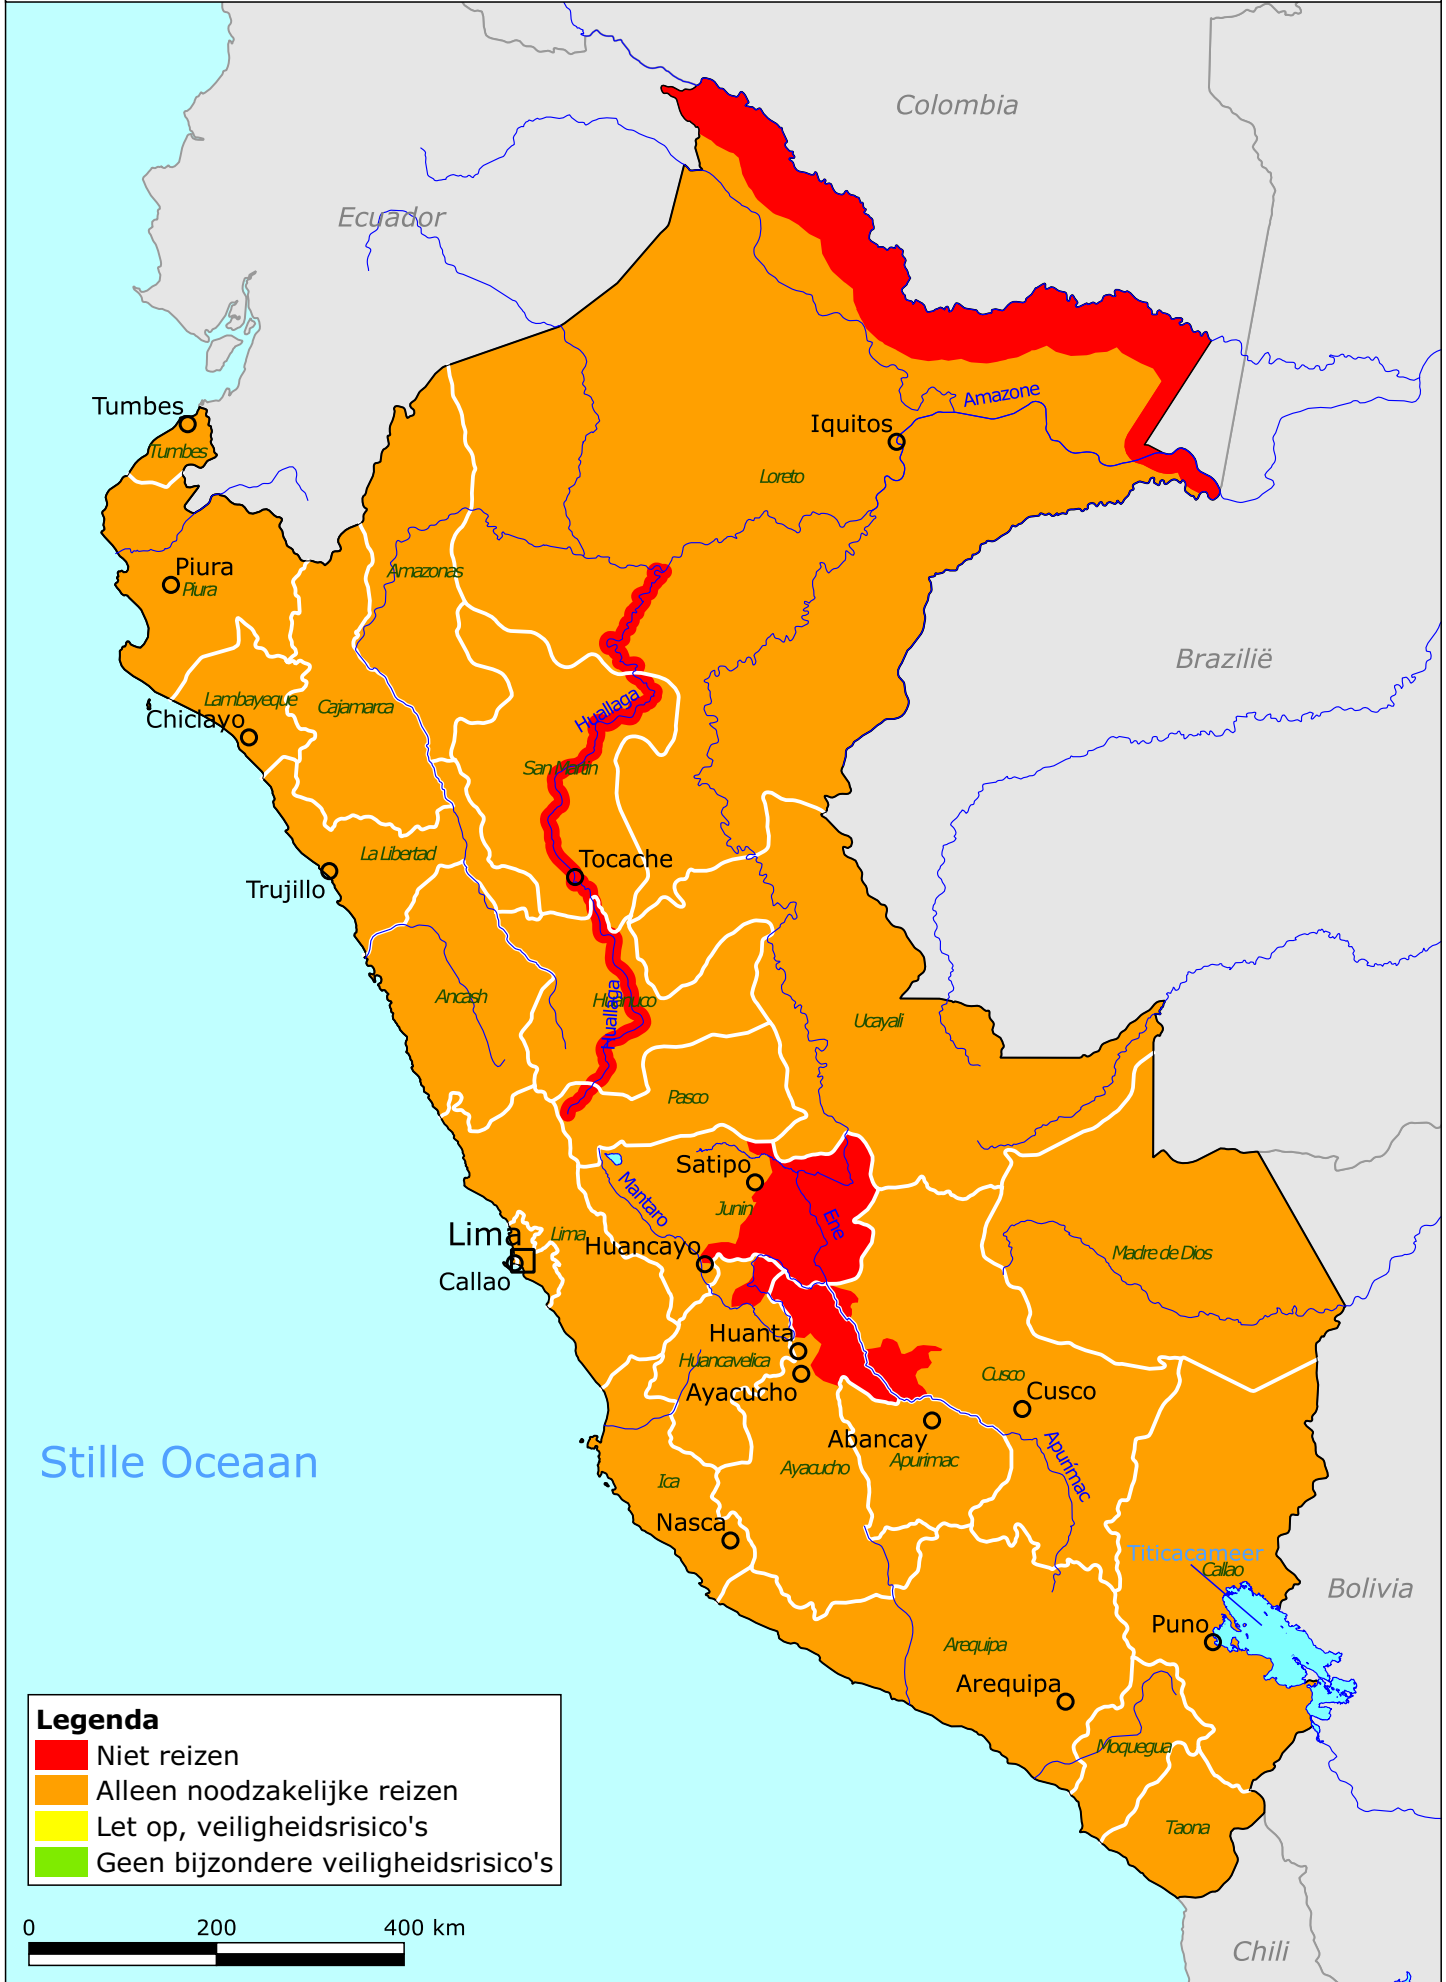 Colombia
Ecuador
Amazone
Tumbes
Iquitos
Tumbes
Loreto
Piura
Amazonas
Piura
Brazilië
Lambayeque
Cajamarca
Huallaga
Chiclayo
San Martin
La Libertad
Tocache
Trujillo
Ancash
Huanuco
Huallaga
Ucayali
Pasco
Satipo
Mantaro
Junin
Ene
Lima
Lima
Huancayo
Madre de Dios
Callao
Huanta
Huancavelica
Cusco
Ayacucho
Cusco
Abancay
Apurímac
Stille Oceaan
Ica
Ayacucho
Apurimac
Nasca
Titicacameer
Callao
Bolivia
Puno
Arequipa
Arequipa
Moquegua
Taona
Legenda
Niet reizen
Alleen noodzakelijke reizen
Let op, veiligheidsrisico's
Geen bijzondere veiligheidsrisico's
0 200 400 km
Chili